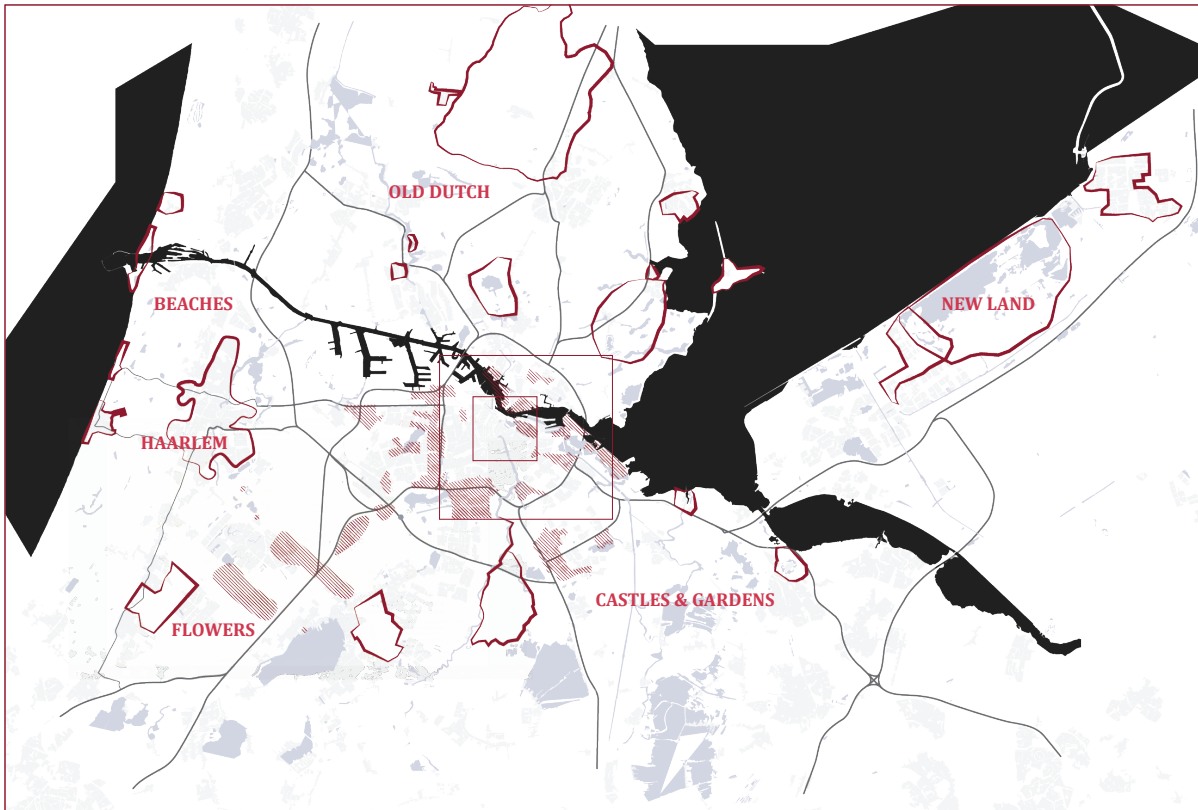 OLD DUTCH
BEACHES
NEW LAND
HAARLEM
CASTLES & GARDENS
FLOWERS